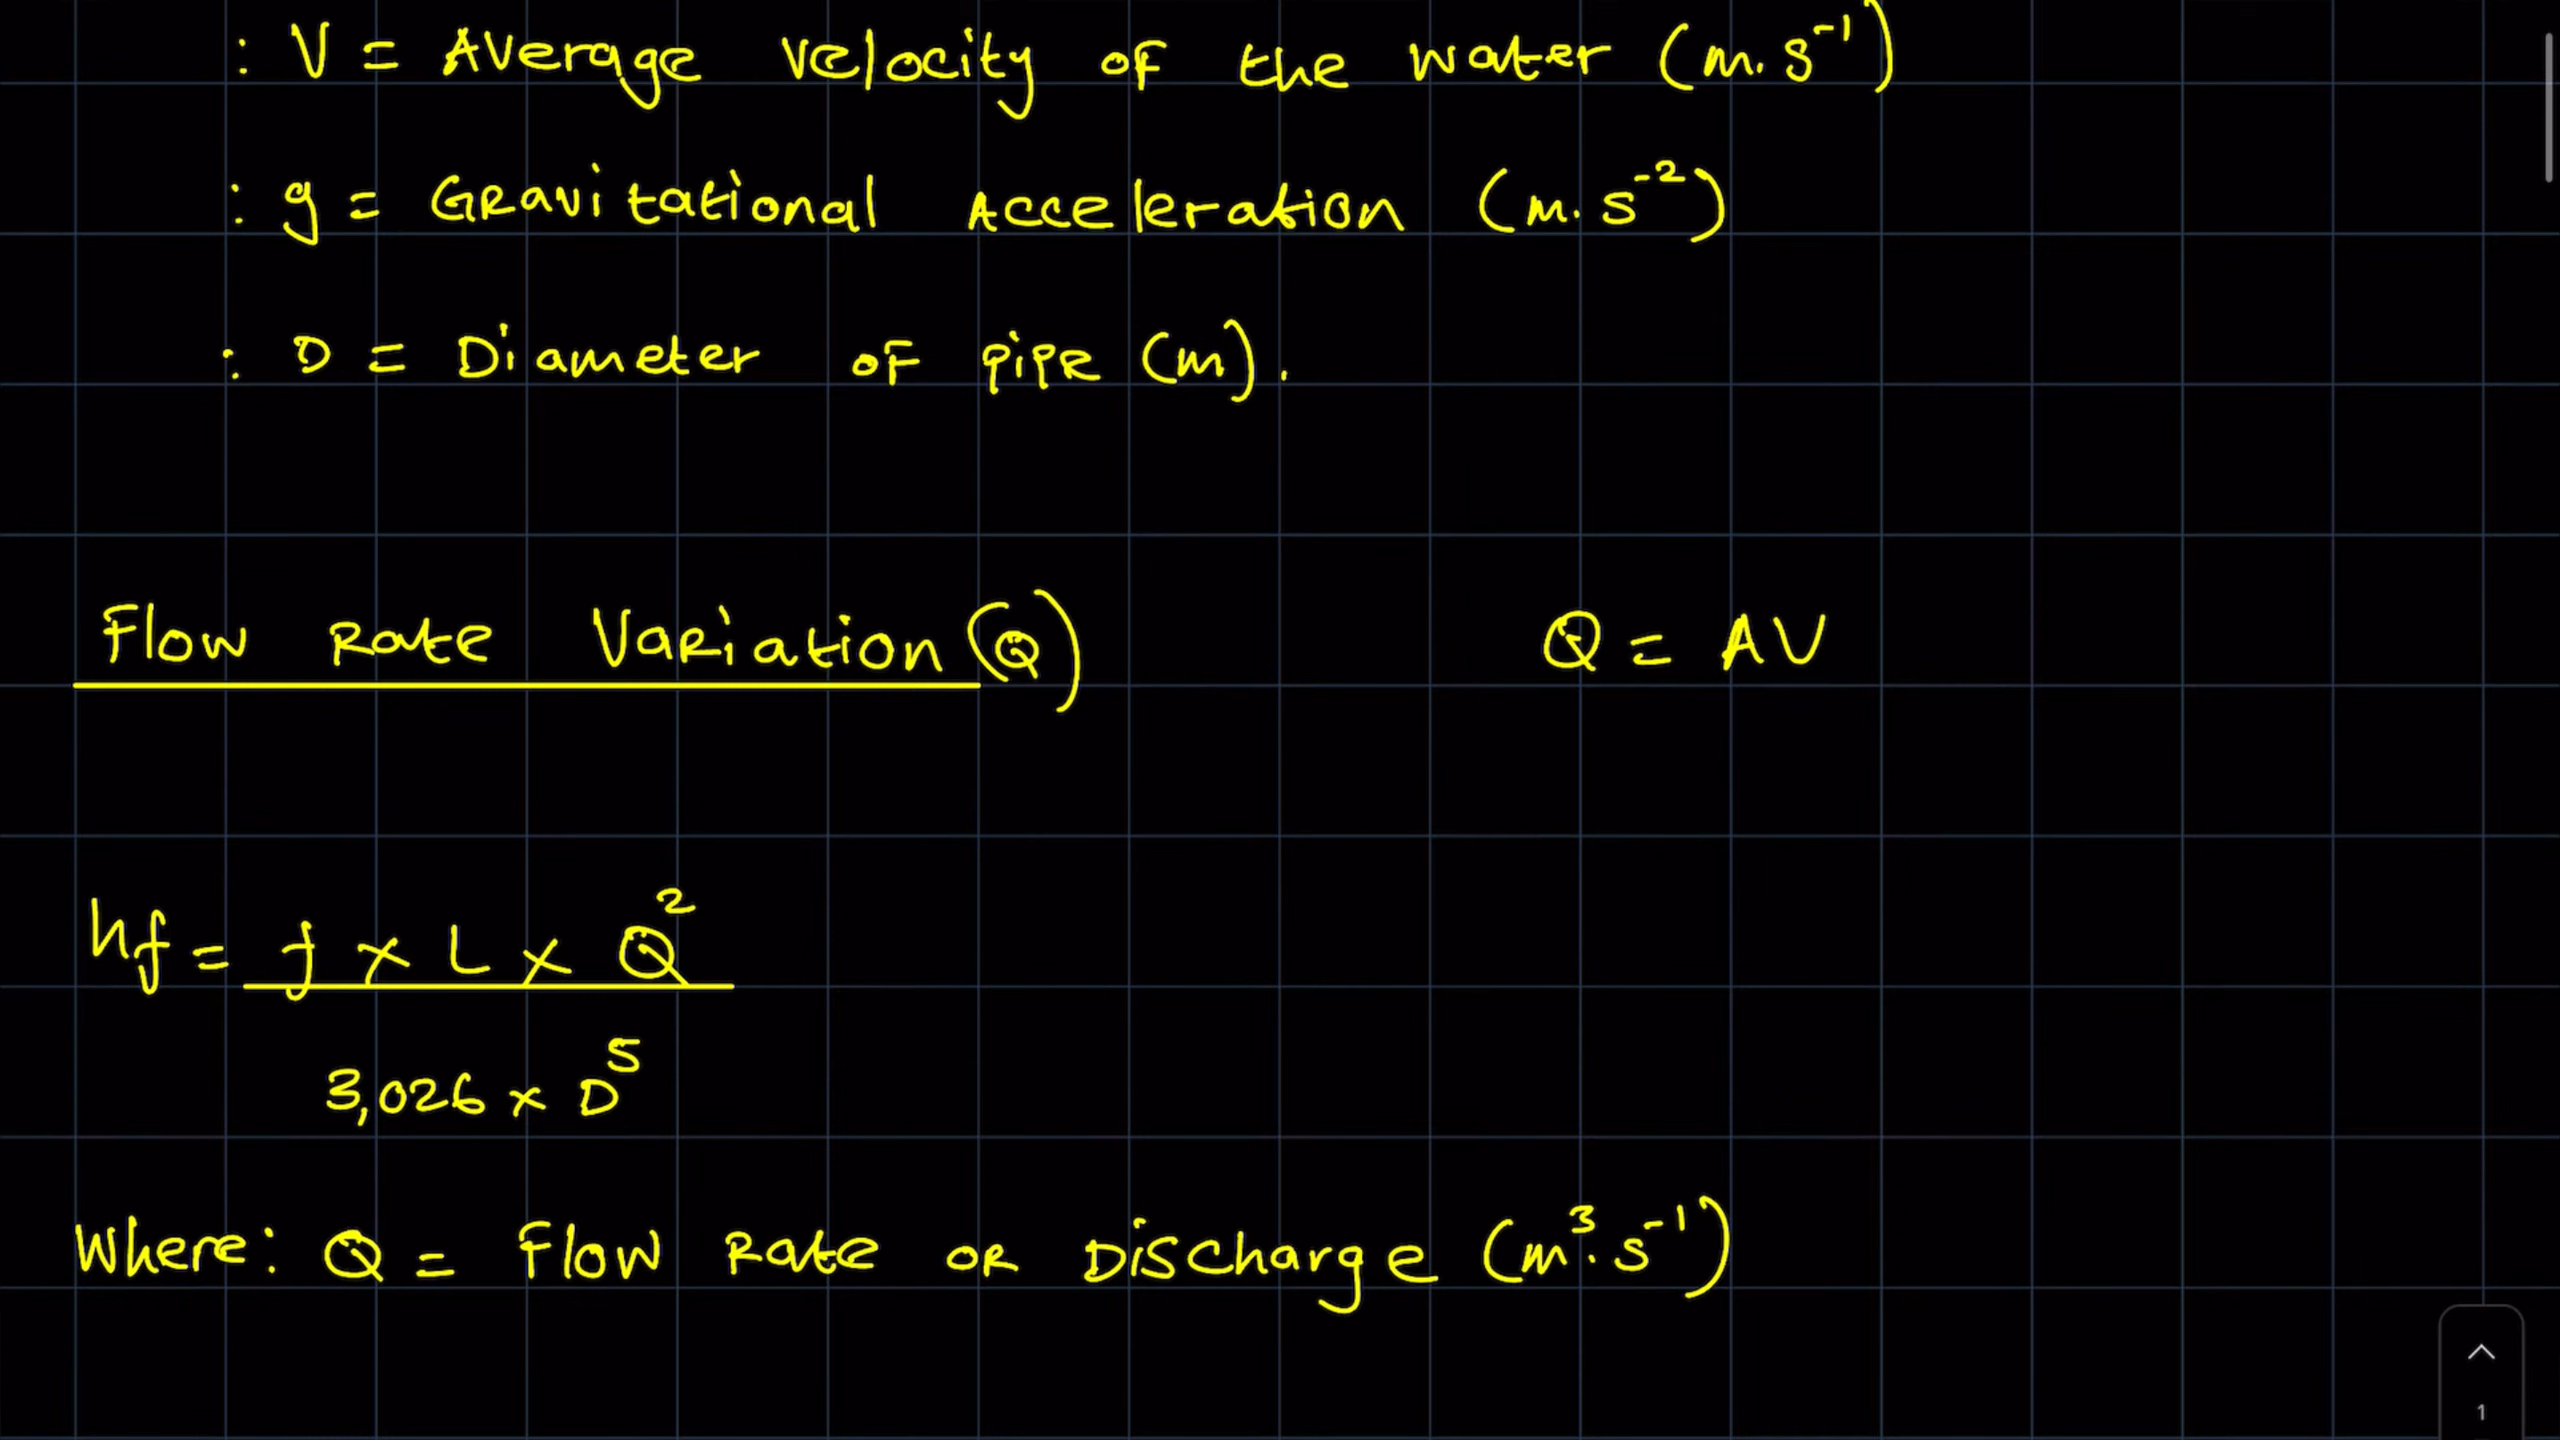 : V = Average velocity of the water (m.s⁻¹)
: g = Gravitational Acceleration (m.s⁻²)
: D = Diameter of pipe (m).
Flow Rate Variation (Q)
Q = AV
hf = f x L x Q²
3,026 x D⁵
Where: Q = Flow Rate or Discharge (m³.s⁻¹)
1